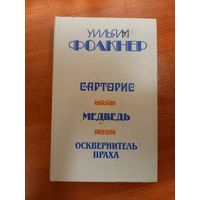 УИЛЬЯМ
ФОЛКНЕР
САРТОРИС
МЕДВЕДЬ
ОСКВЕРНИТЕЛЬ
ПРАХА